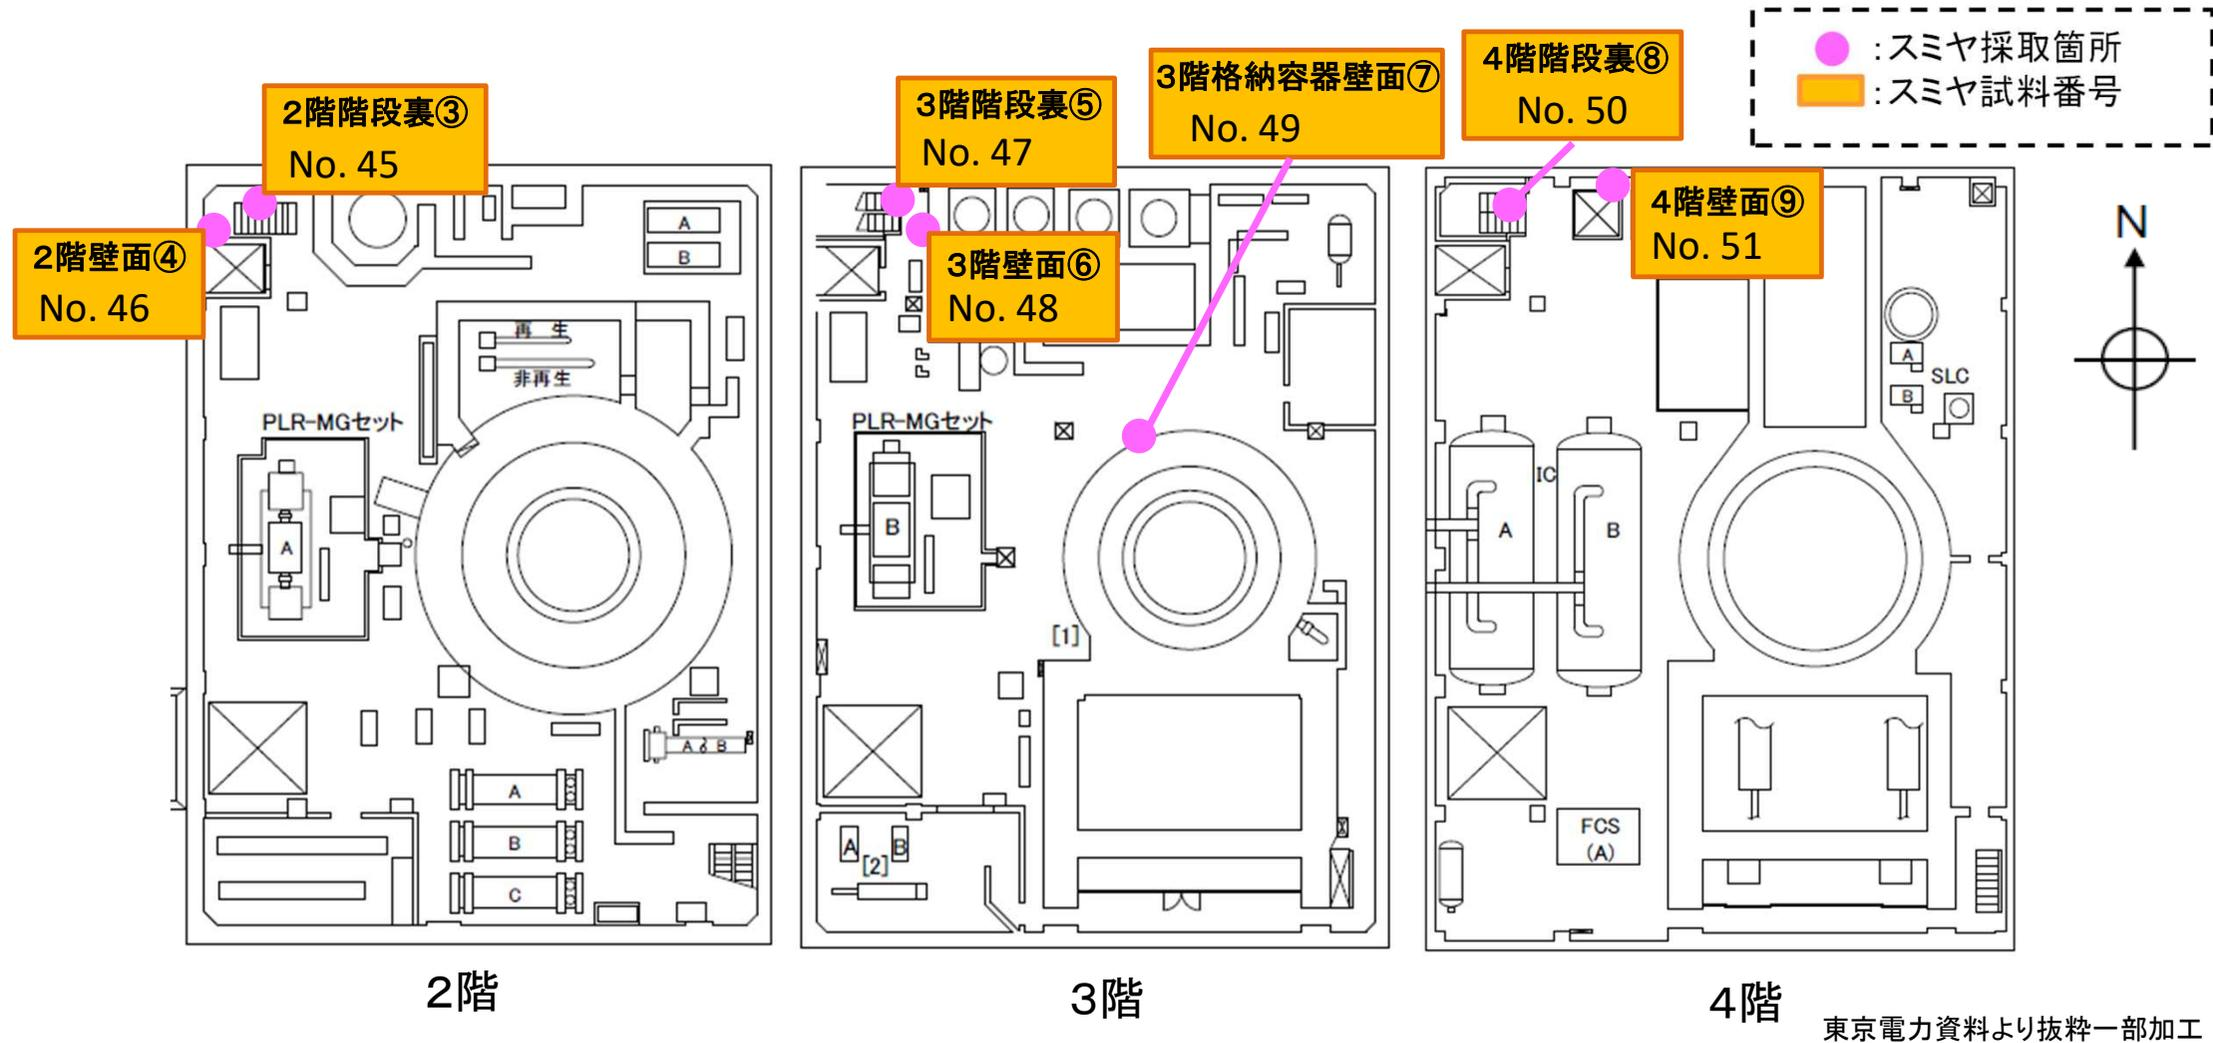 :スミヤ採取箇所
:スミヤ試料番号
2階階段裏③
No. 45
2階壁面④
No. 46
A
B
再 生
非再生
PLR-MGセット
A
A
B
A
B
C
2階
3階階段裏⑤
No. 47
3階壁面⑥
No. 48
3階格納容器壁面⑦
No. 49
PLR-MGセット
B
[1]
A
B
[2]
3階
4階階段裏⑧
No. 50
4階壁面⑨
No. 51
A
SLC
B
IC
A
B
FCS
(A)
4階
N
東京電力資料より抜粋一部加工